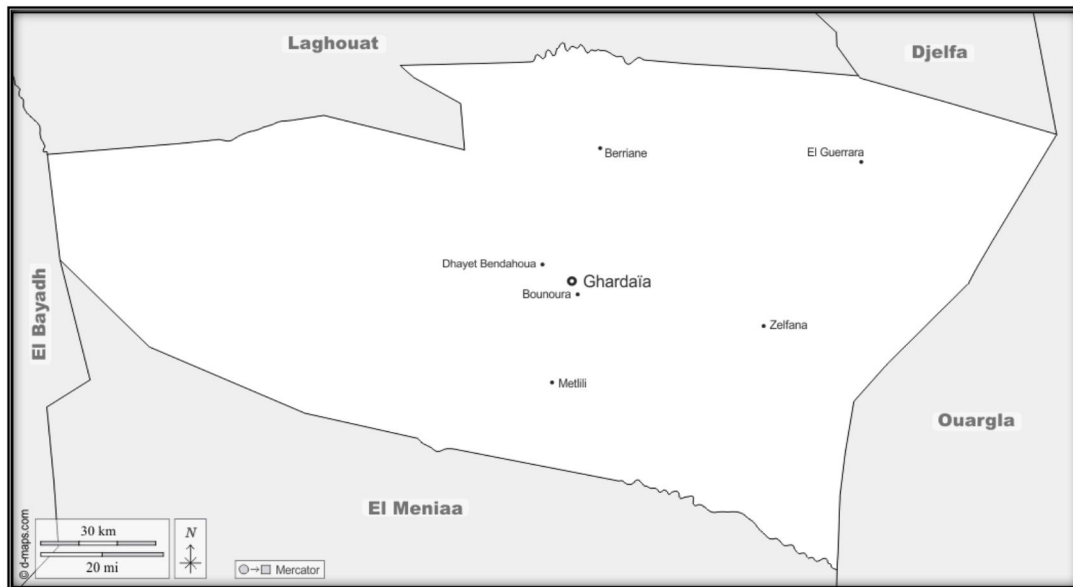 Laghouat
Djelfa
Berriane
El Guerrara
Dhayet Bendahoua
Ghardaïa
Bounoura
El Bayadh
Zelfana
Metlili
Ouargla
El Meniaa
© d-maps.com
30 km
20 mi
N
Mercator